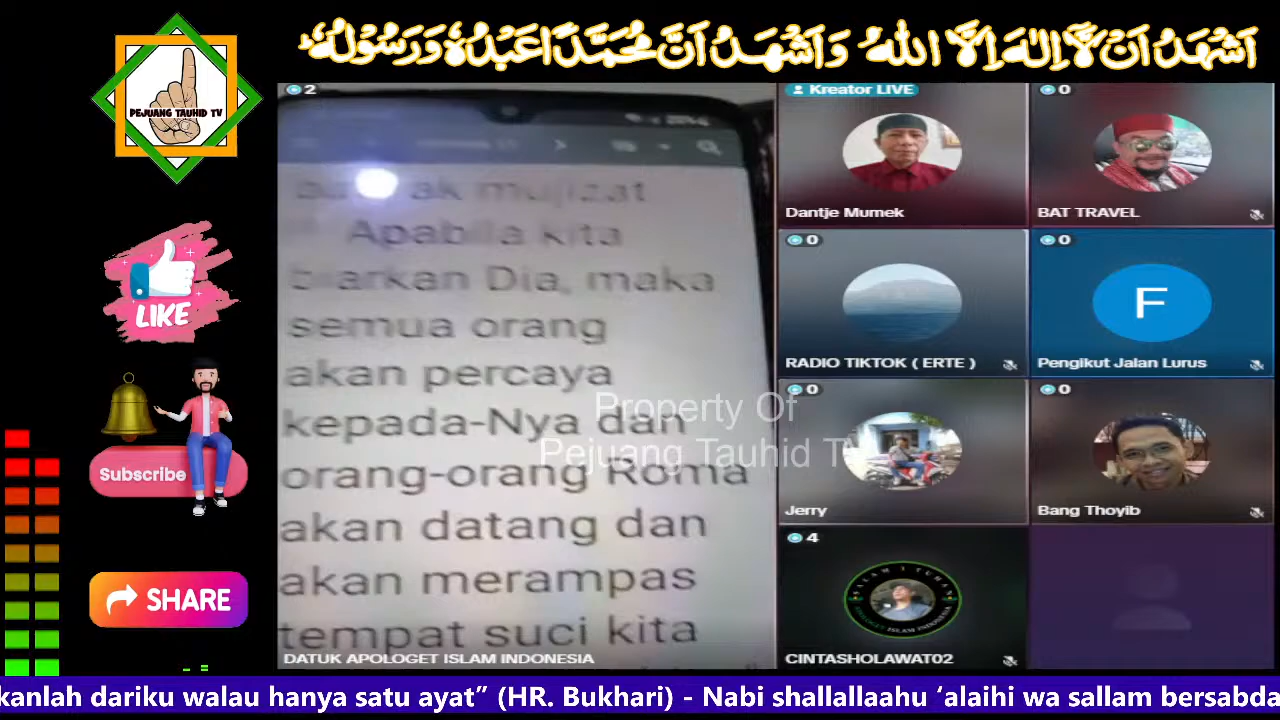 اَشْهَدُ اَنْ لَّآ اِلٰهَ اِلَّا اللهُ وَاَشْهَدُ اَنَّ مُحَمَّدًا عَبْدُهٗ وَرَسُوْلُهٗ
PEJUANG TAUHID TV
LIKE
Subscribe
SHARE
2
mujizat
Apabila kita
biarkan Dia, maka
semua orang
akan percaya
kepada-Nya dan
orang-orang Roma
akan datang dan
akan merampas
tempat suci kita
DATUK APOLOGET ISLAM INDONESIA
Property Of
Pejuang Tauhid TV
Kreator LIVE
Dantje Mumek
0
BAT TRAVEL
0
RADIO TIKTOK ( ERTE )
0
F
Pengikut Jalan Lurus
0
Jerry
0
Bang Thoyib
4
CINTASHOLAWAT02
kanlah dariku walau hanya satu ayat” (HR. Bukhari) - Nabi shallallaahu ‘alaihi wa sallam bersabda